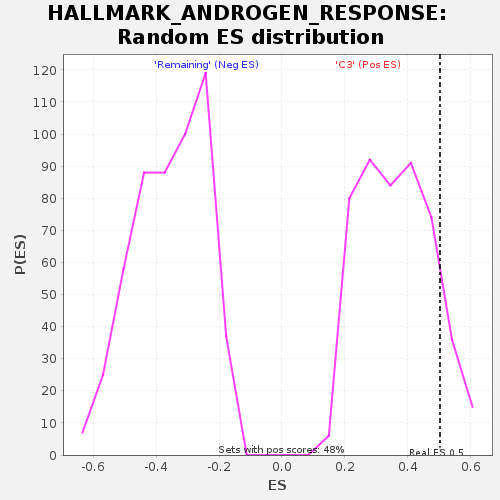 HALLMARK_ANDROGEN_RESPONSE:
Random ES distribution
'Remaining' (Neg ES)
'C3' (Pos ES)
P(ES)
120
110
100
90
80
70
60
50
40
30
20
10
0
Sets with pos scores: 48%
Real ES 0.5
-0.6 -0.4 -0.2 0.0 0.2 0.4 0.6
ES